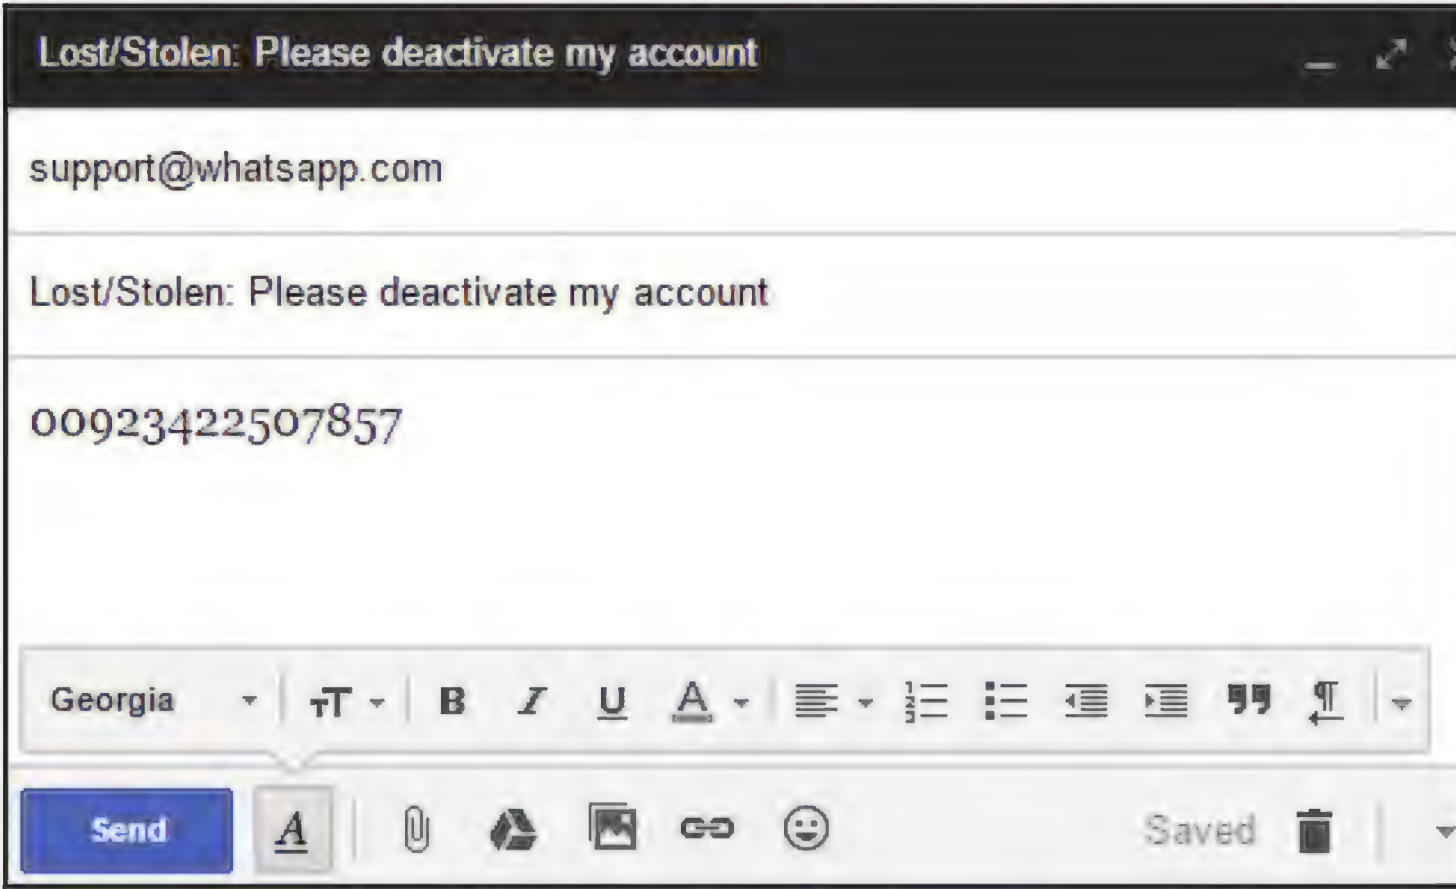 Lost/Stolen: Please deactivate my account
support@whatsapp.com
Lost/Stolen: Please deactivate my account
00923422507857
Georgia TT B I U A
Send A Saved